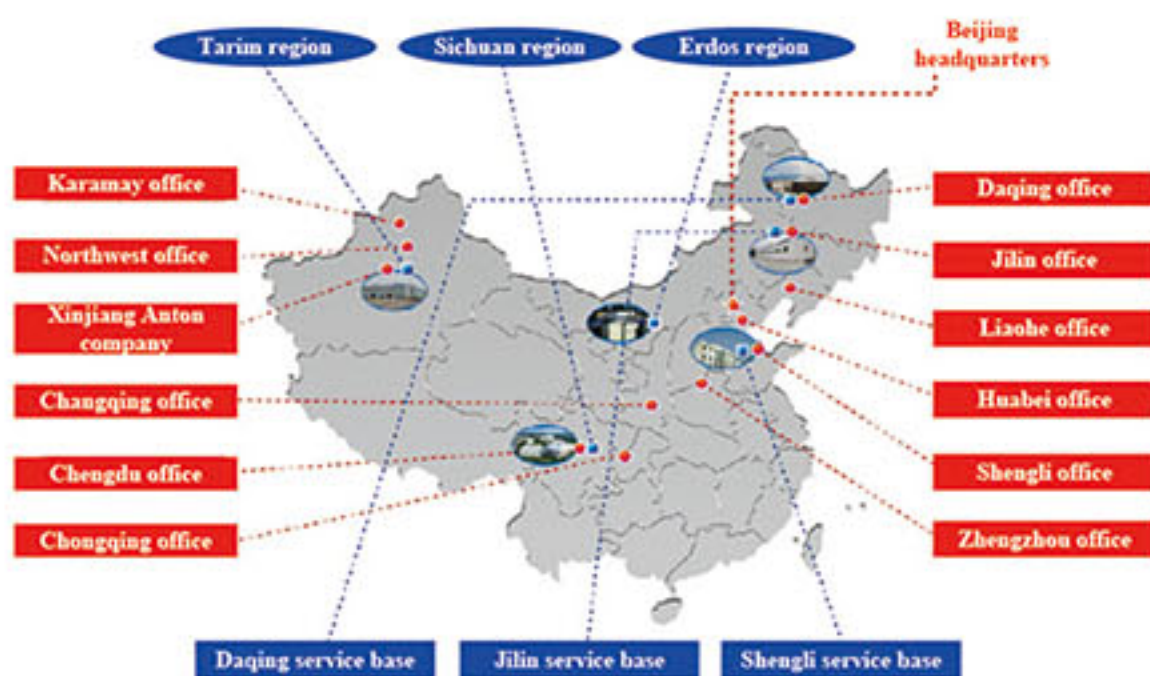 Tarim region
Sichuan region
Erdos region
Beijing
headquarters
Karamay office
Northwest office
Xinjiang Anton
company
Changqing office
Chengdu office
Chongqing office
Daqing office
Jilin office
Liaohe office
Huabei office
Shengli office
Zhengzhou office
Daqing service base
Jilin service base
Shengli service base